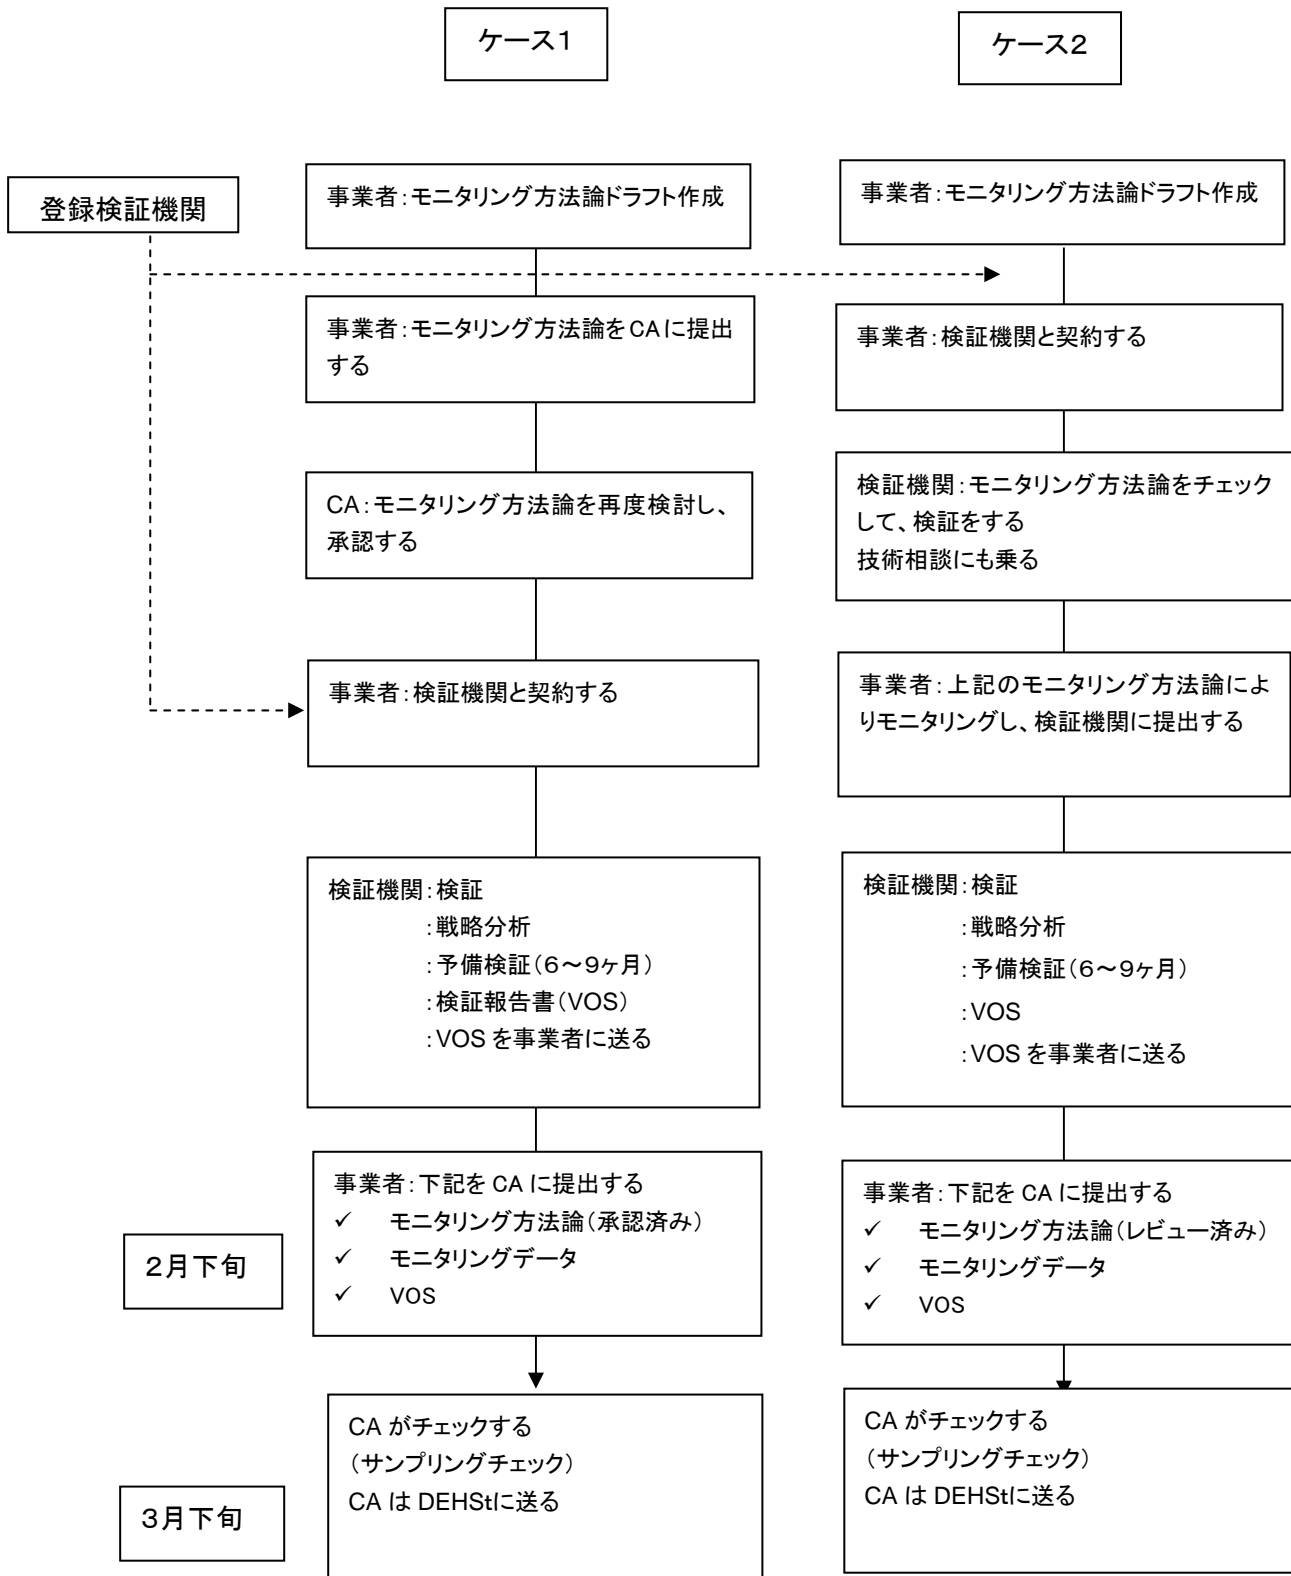 ケース1
ケース2
登録検証機関
事業者：モニタリング方法論ドラフト作成
事業者：モニタリング方法論をCAに提出
する
CA：モニタリング方法論を再度検討し、
承認する
事業者：検証機関と契約する
検証機関：検証
：戦略分析
：予備検証（6～9ヶ月）
：検証報告書（VOS）
：VOS を事業者に送る
事業者：下記を CA に提出する
✓ モニタリング方法論（承認済み）
✓ モニタリングデータ
✓ VOS
CA がチェックする
（サンプリングチェック）
CA は DEHStに送る
事業者：モニタリング方法論ドラフト作成
事業者：検証機関と契約する
検証機関：モニタリング方法論をチェック
して、検証をする
技術相談にも乗る
事業者：上記のモニタリング方法論によ
りモニタリングし、検証機関に提出する
検証機関：検証
：戦略分析
：予備検証（6～9ヶ月）
：VOS
：VOS を事業者に送る
事業者：下記を CA に提出する
✓ モニタリング方法論（レビュー済み）
✓ モニタリングデータ
✓ VOS
CA がチェックする
（サンプリングチェック）
CA は DEHStに送る
2月下旬
3月下旬